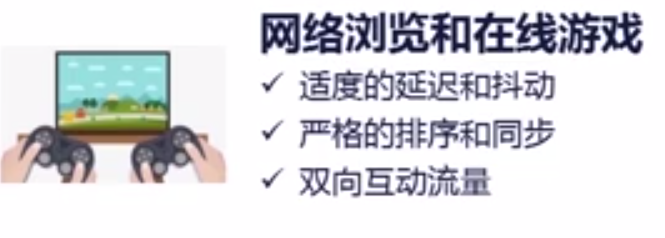 网络浏览和在线游戏
✓ 适度的延迟和抖动
✓ 严格的排序和同步
✓ 双向互动流量